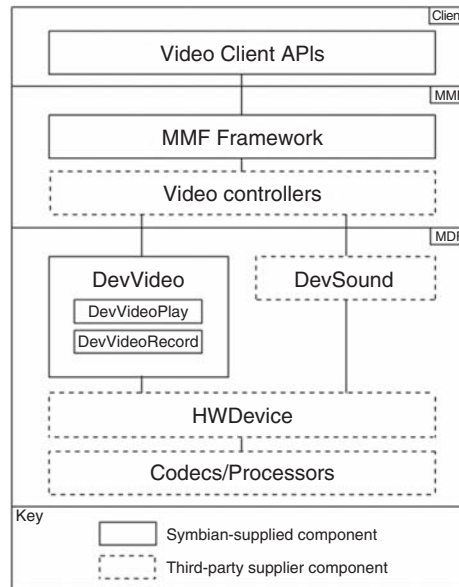 Client
Video Client APIs
MMF
MMF Framework
Video controllers
MDF
DevVideo
DevSound
DevVideoPlay
DevVideoRecord
HWDevice
Codecs/Processors
Key
Symbian-supplied component
Third-party supplier component